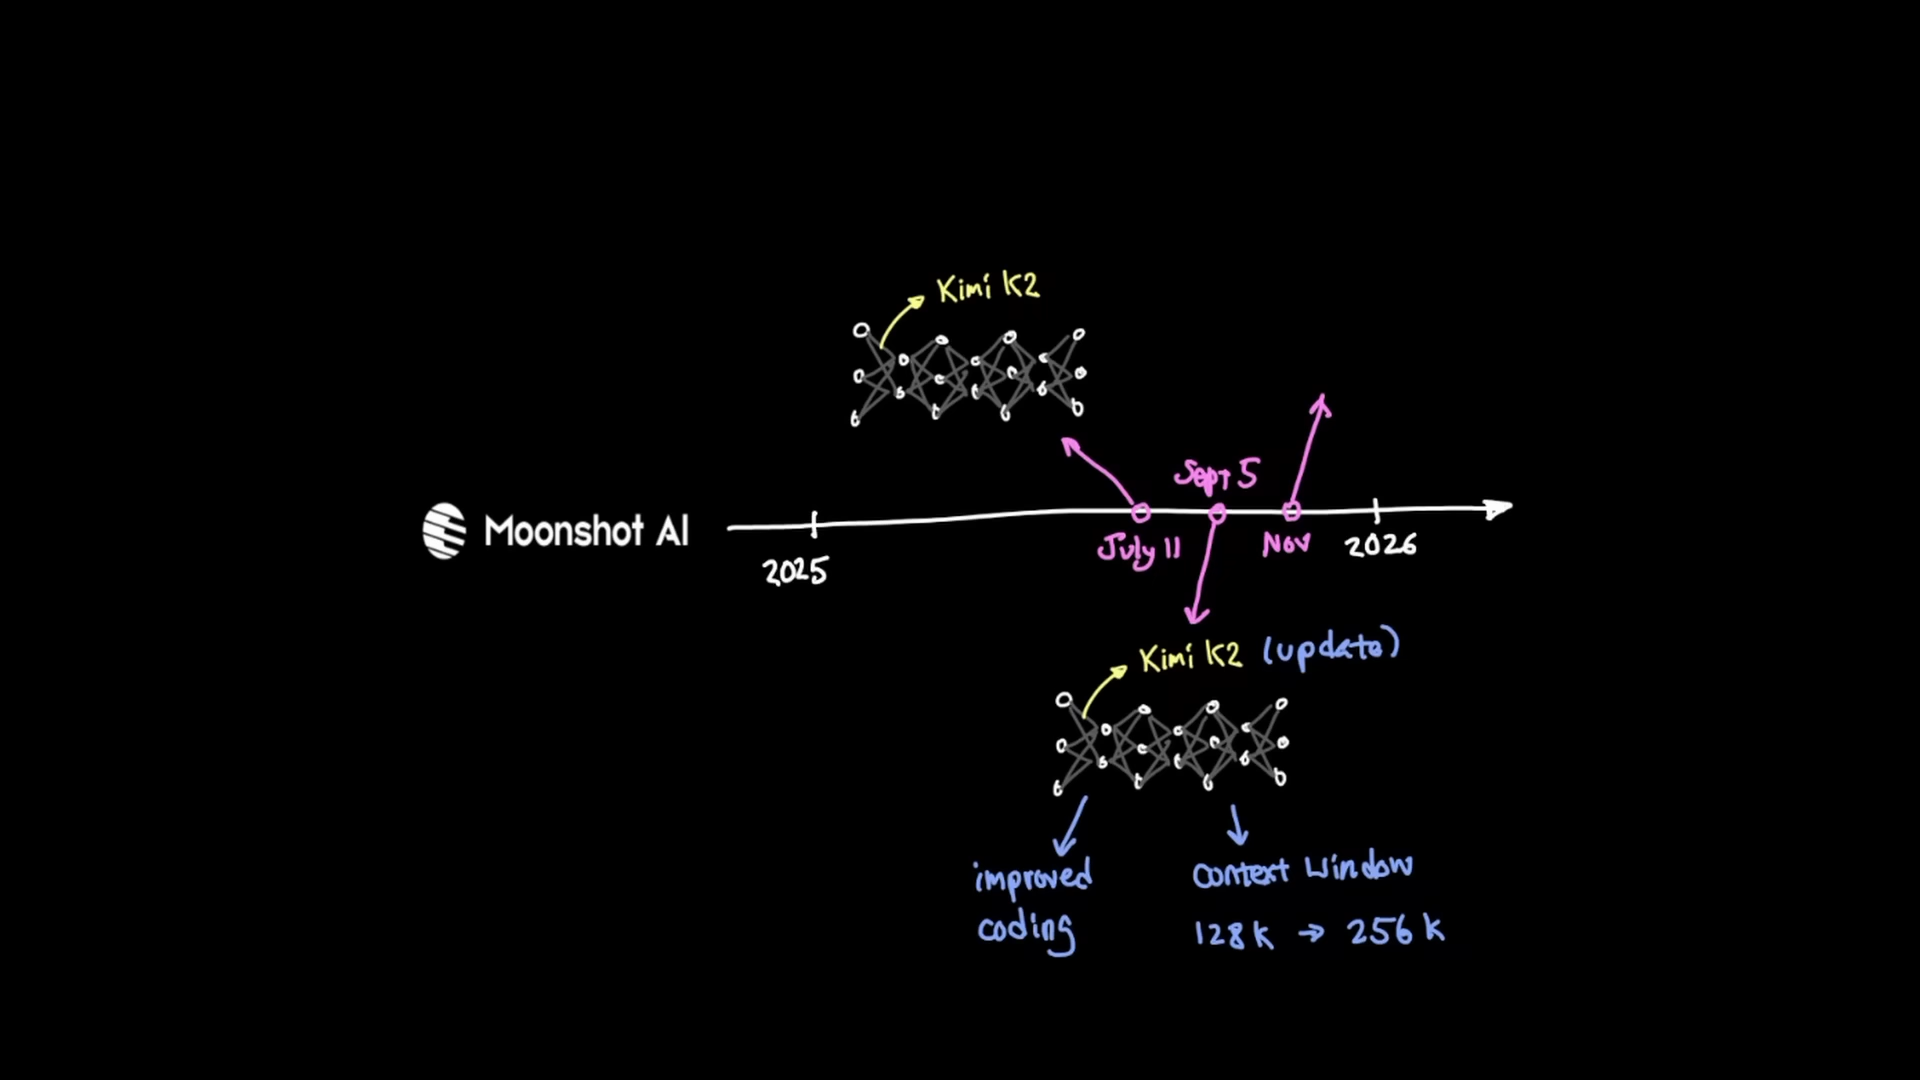 Kimi K2
Sept 5
Moonshot AI
July 11
Nov
2026
2025
Kimi K2 (update)
improved
coding
Context Window
128K → 256K